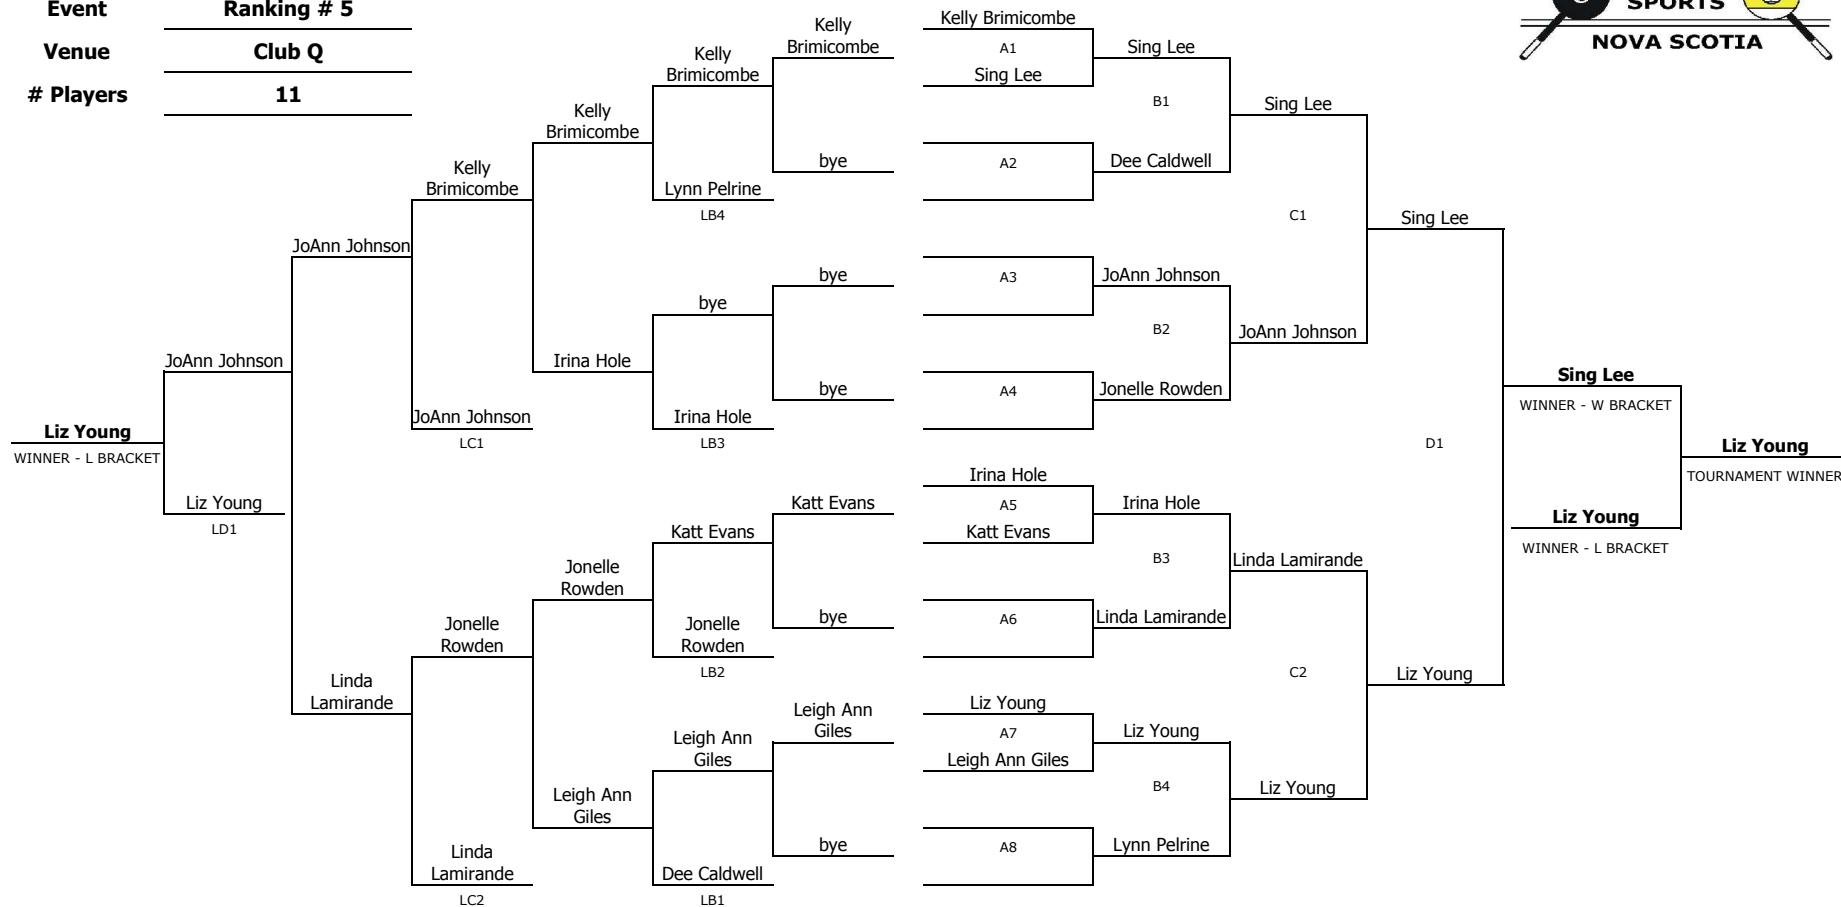 Event Ranking # 5
Venue Club Q
# Players 11
SPORTS
NOVA SCOTIA
Liz Young
WINNER - L BRACKET
JoAnn Johnson
Liz Young
LD1
JoAnn Johnson
Linda
Lamirande
Kelly
Brimicombe
JoAnn Johnson
LC1
Jonelle
Rowden
Linda
Lamirande
LC2
Kelly
Brimicombe
Irina Hole
Jonelle
Rowden
Leigh Ann
Giles
Kelly
Brimicombe
Lynn Pelrine
LB4
bye
Irina Hole
LB3
Katt Evans
Jonelle
Rowden
LB2
Leigh Ann
Giles
Dee Caldwell
LB1
Kelly
Brimicombe
bye
bye
bye
Katt Evans
bye
Leigh Ann
Giles
bye
Kelly Brimicombe
A1
Sing Lee
A2
A3
A4
Irina Hole
A5
Katt Evans
A6
Liz Young
A7
Leigh Ann Giles
A8
Sing Lee
B1
Dee Caldwell
JoAnn Johnson
B2
Jonelle Rowden
Irina Hole
B3
Linda Lamirande
Liz Young
B4
Lynn Pelrine
Sing Lee
C1
JoAnn Johnson
Linda Lamirande
C2
Liz Young
Sing Lee
D1
Liz Young
Sing Lee
WINNER - W BRACKET
Liz Young
WINNER - L BRACKET
Liz Young
TOURNAMENT WINNER